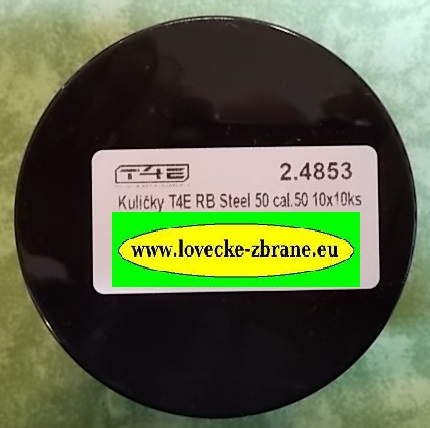 T4E
2.4853
Kuličky T4E RB Steel 50 cal.50 10x10ks
www.lovecke-zbrane.eu